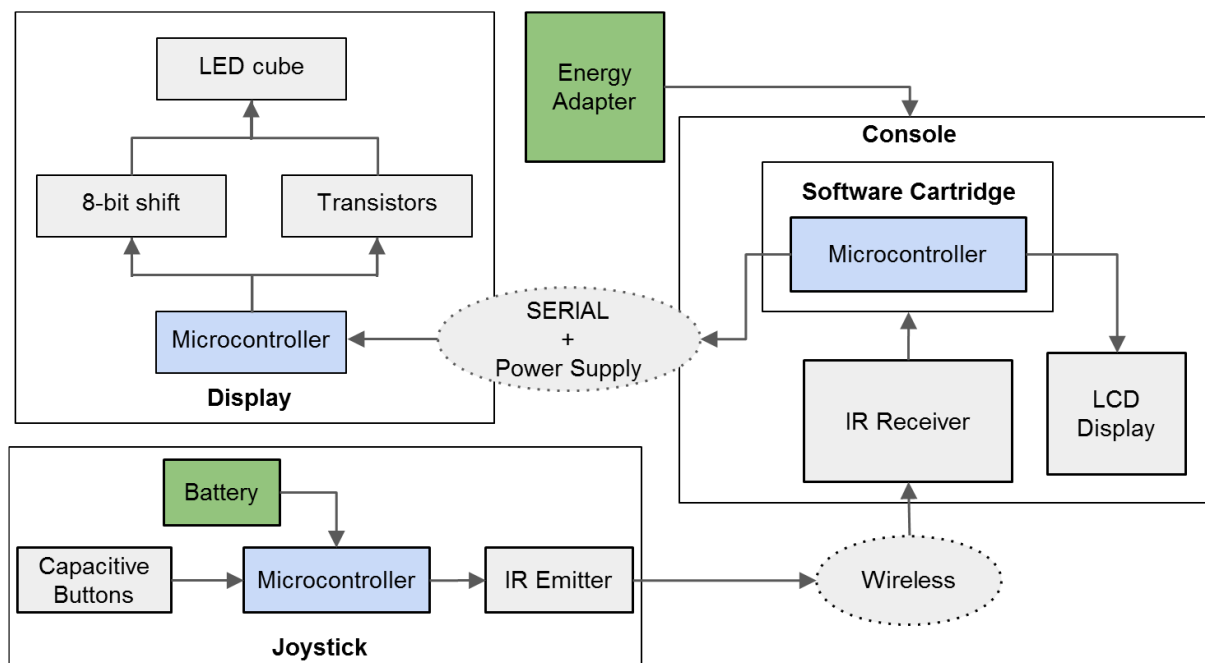 LED cube
8-bit shift
Transistors
Microcontroller
Display
SERIAL
+
Power Supply
Energy
Adapter
Console
Software Cartridge
Microcontroller
IR Receiver
LCD
Display
Battery
Capacitive
Buttons
Microcontroller
IR Emitter
Joystick
Wireless